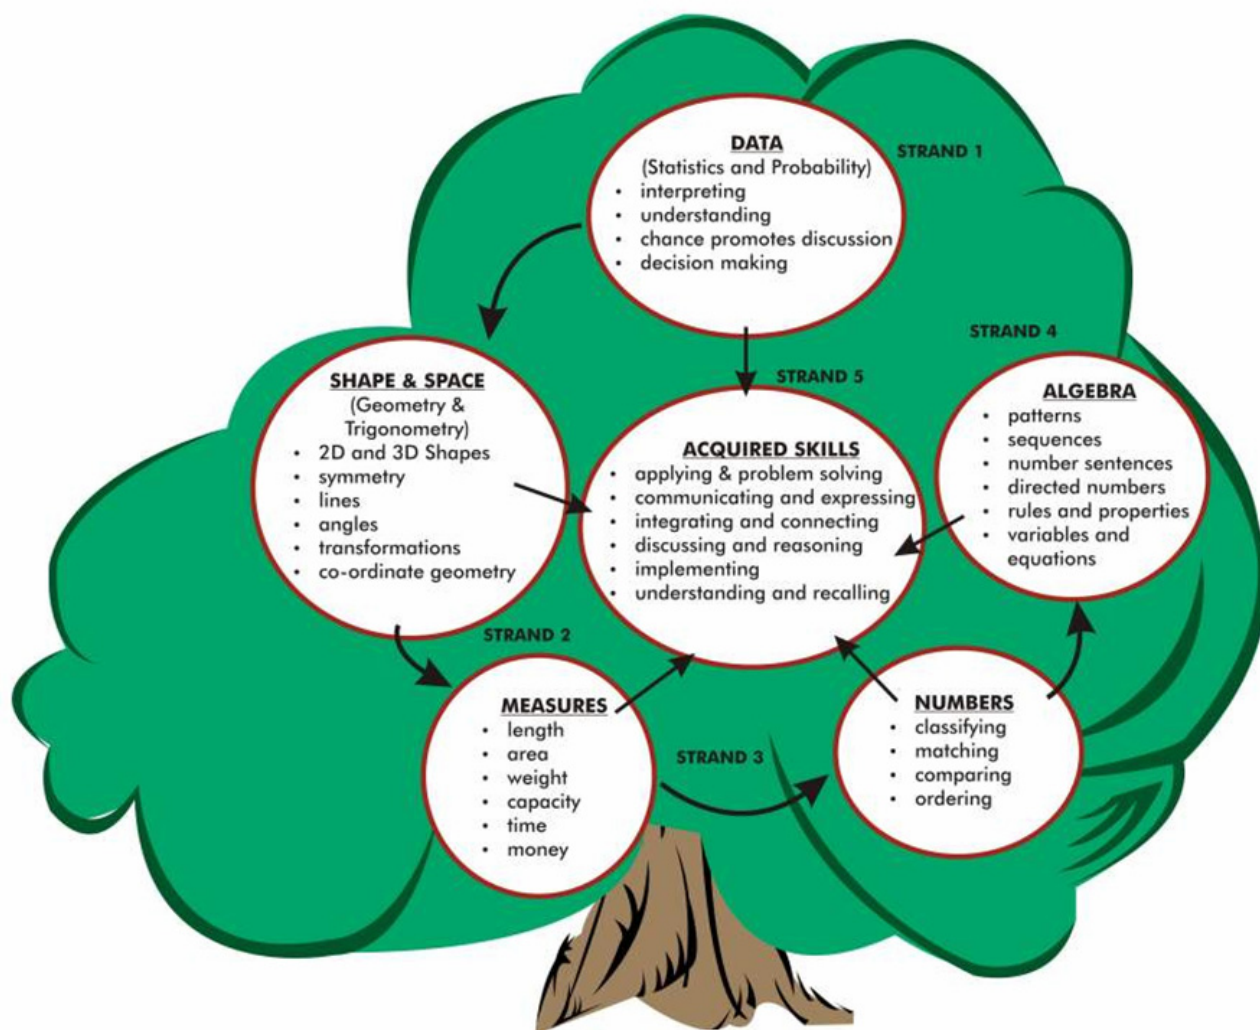 DATA
(Statistics and Probability)
• interpreting
• understanding
• chance promotes discussion
• decision making
STRAND 1
SHAPE & SPACE
(Geometry &
Trigonometry)
• 2D and 3D Shapes
• symmetry
• lines
• angles
• transformations
• co-ordinate geometry
STRAND 5
ACQUIRED SKILLS
• applying & problem solving
• communicating and expressing
• integrating and connecting
• discussing and reasoning
• implementing
• understanding and recalling
STRAND 4
ALGEBRA
• patterns
• sequences
• number sentences
• directed numbers
• rules and properties
• variables and
equations
STRAND 2
MEASURES
• length
• area
• weight
• capacity
• time
• money
STRAND 3
NUMBERS
• classifying
• matching
• comparing
• ordering